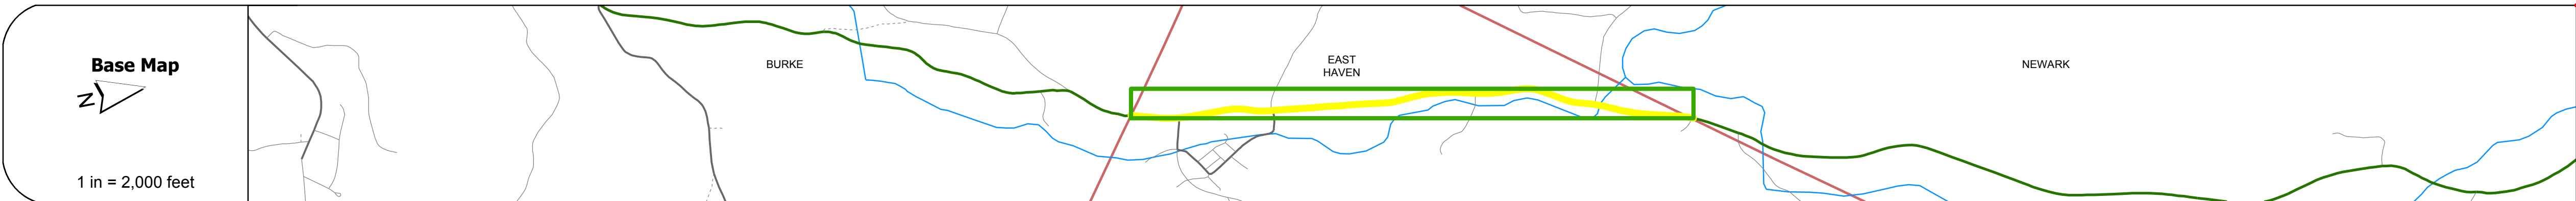 Base Map
N
1 in = 2,000 feet
BURKE
EAST
HAVEN
NEWARK